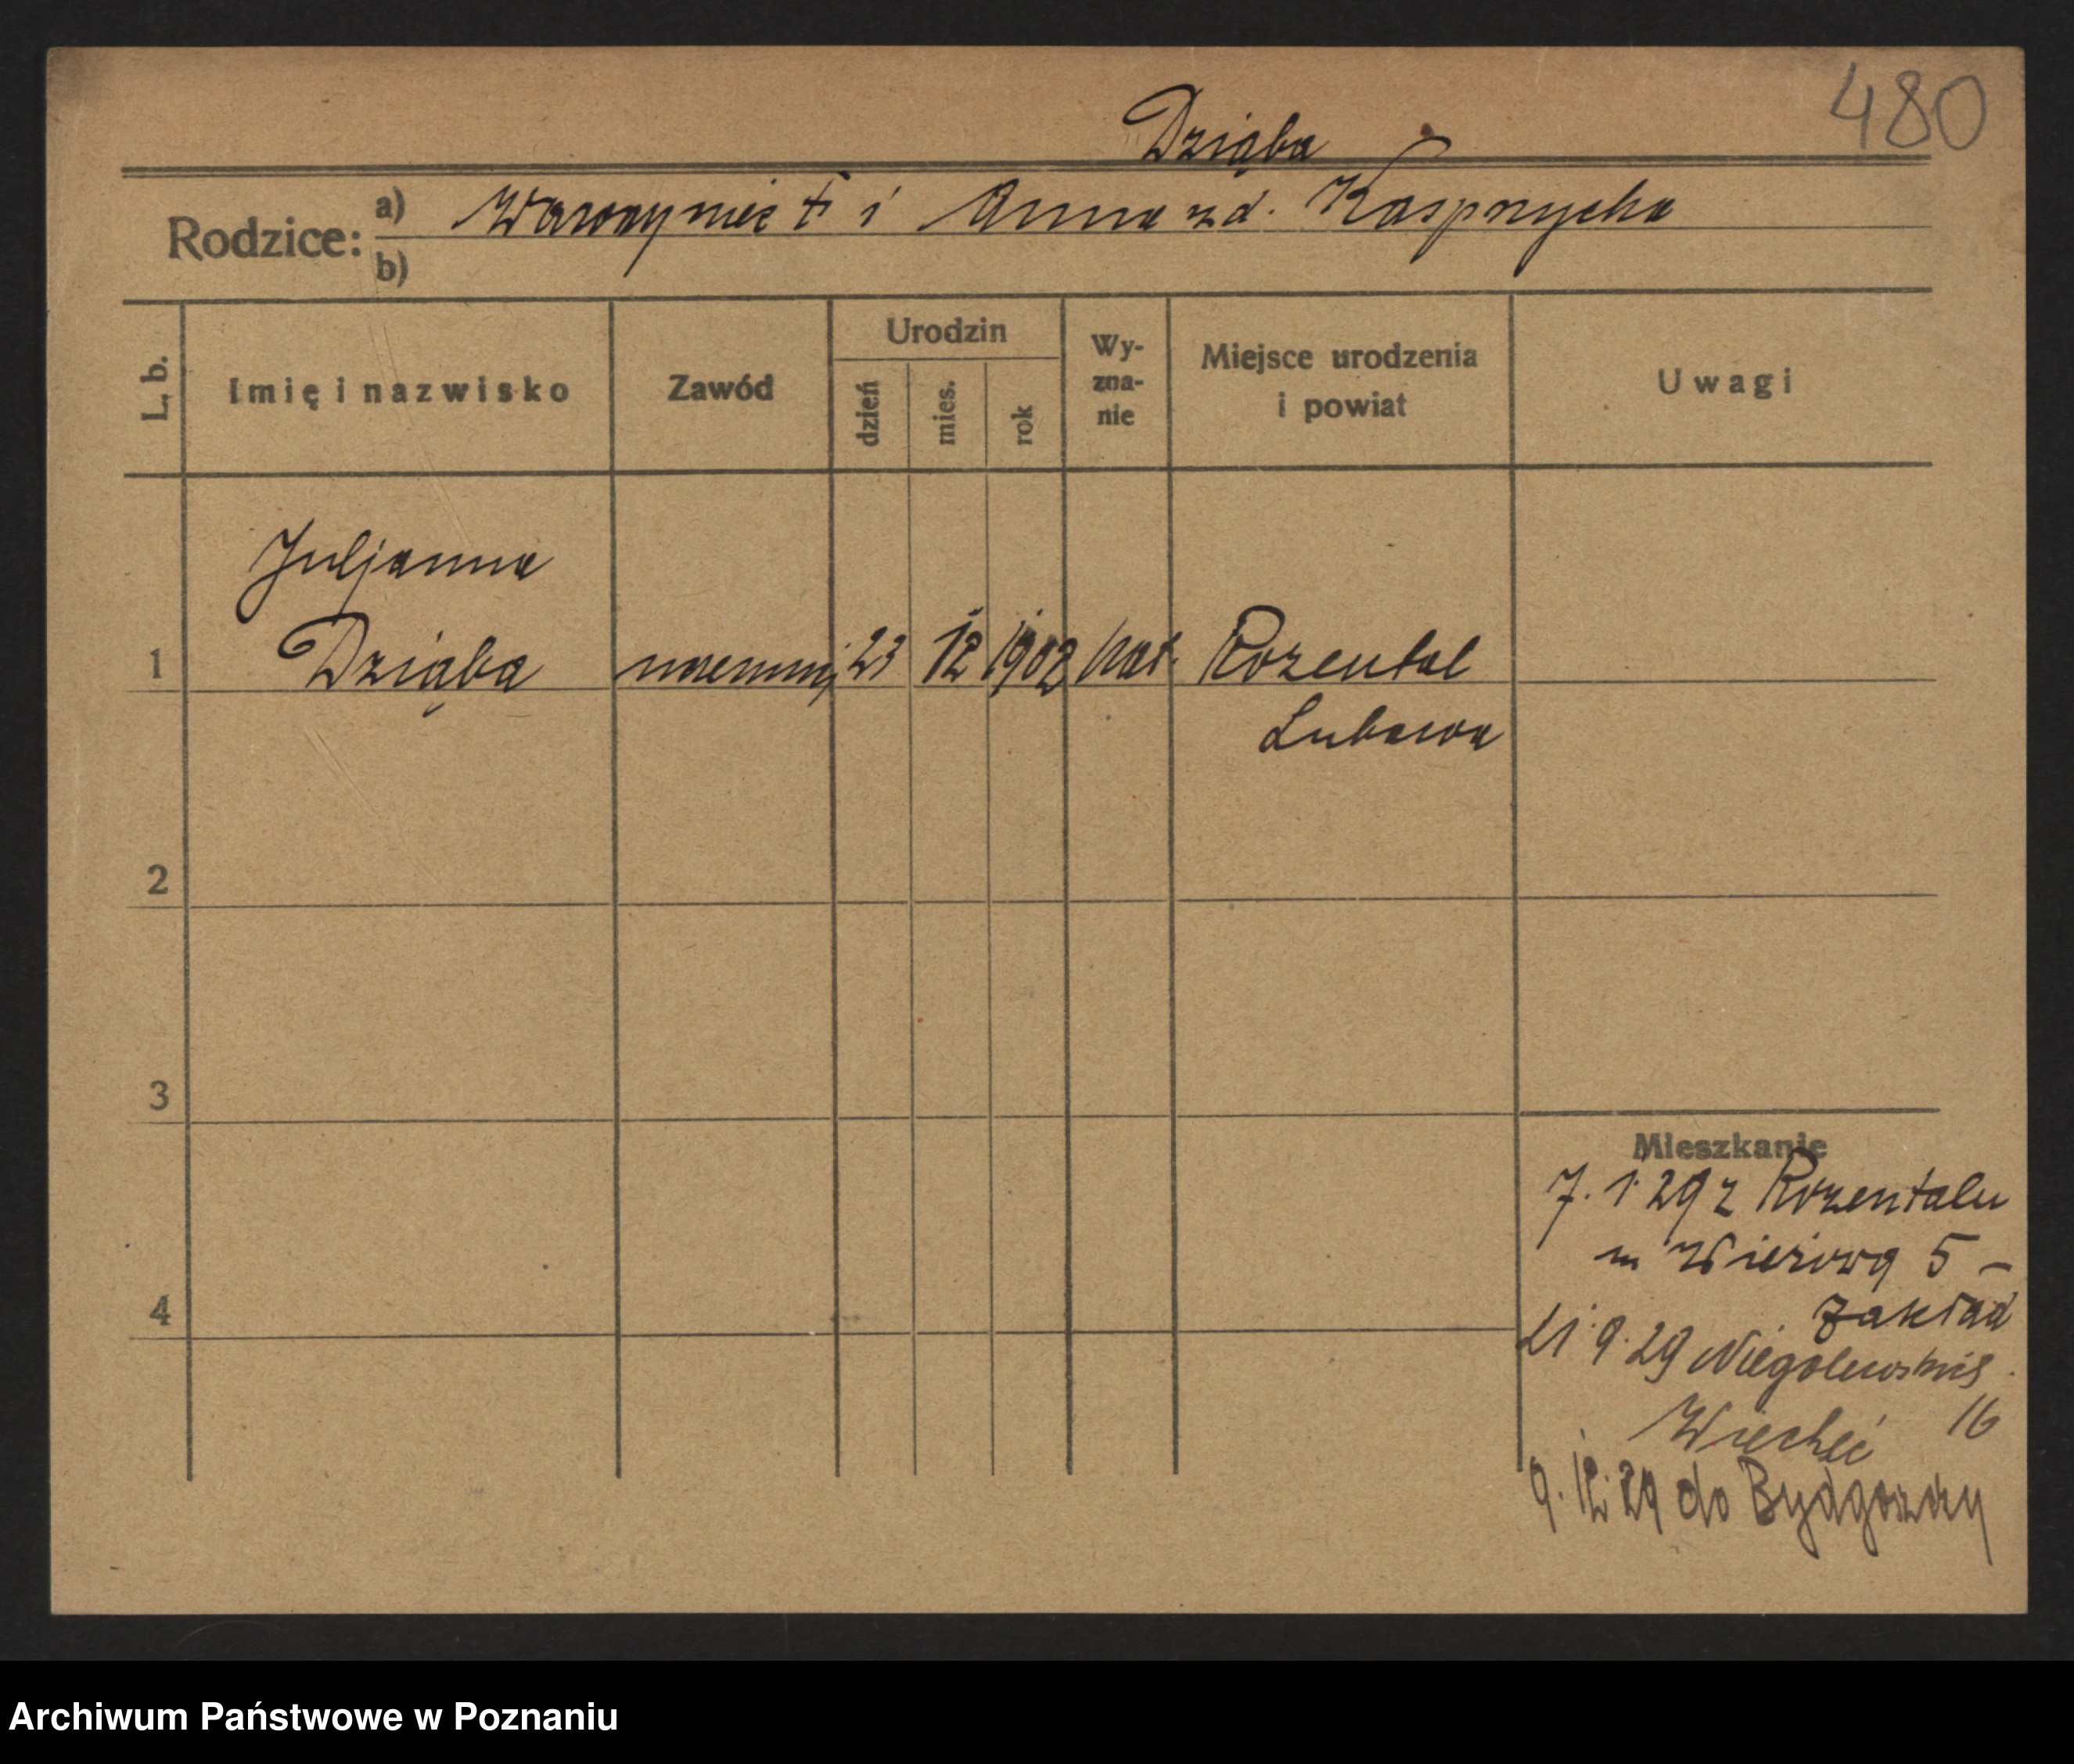 480
Dziąba
Rodzice: a) Wawrzyniec † i Anna zd. Kasprzycka
b)
L. b. Imię i nazwisko Zawód Urodzin dzień mies. rok Wy-zna-nie Miejsce urodzenia i powiat Uwagi
Juljanna
1 Dziąba 23 12 1902 kat. Rozental
Lubawa
2
3
Mieszkanie
7. 1. 29 z Rozentalu
4
5 –
zakład
21. 9. 29 Niegolewskich
16
9. 12. 29 do Bydgoszczy
Archiwum Państwowe w Poznaniu